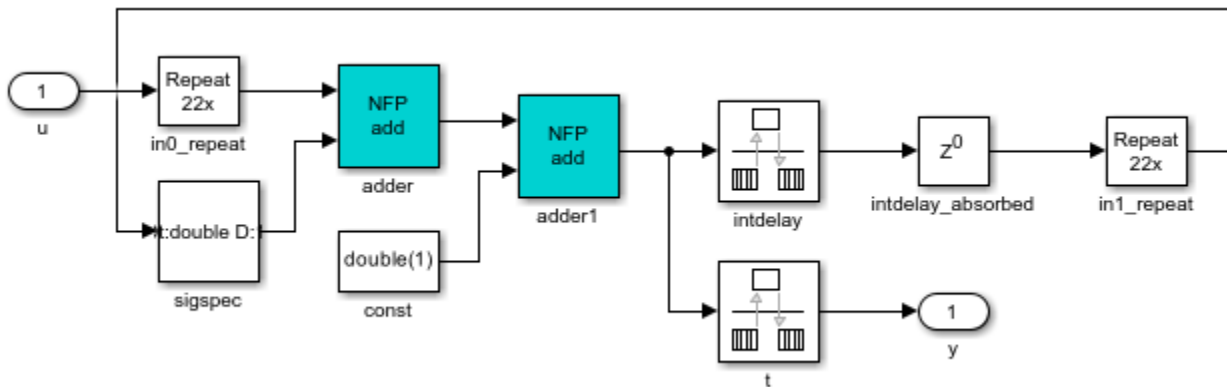 1
u
Repeat
22x
in0_repeat
t:double D:
sigspec
NFP
add
adder
double(1)
const
NFP
add
adder1
intdelay
t
Z0
intdelay_absorbed
1
y
Repeat
22x
in1_repeat